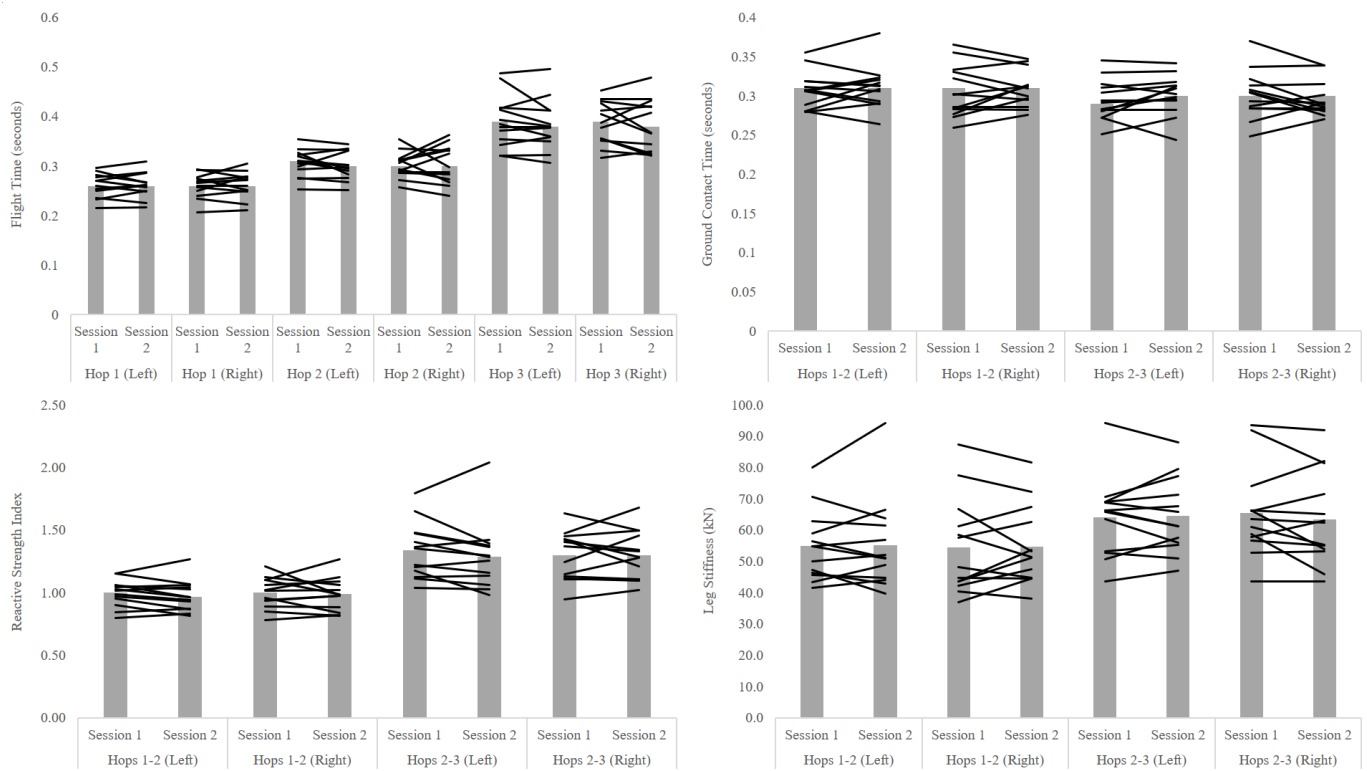 0.6
0.5
0.4
0.3
0.2
0.1
0
Flight Time (seconds)
Session 1 Session 2 Session 1 Session 2 Session 1 Session 2 Session 1 Session 2 Session 1 Session 2 Session 1 Session 2
Hop 1 (Left) Hop 1 (Right) Hop 2 (Left) Hop 2 (Right) Hop 3 (Left) Hop 3 (Right)
0.4
0.35
0.3
0.25
0.2
0.15
0.1
0.05
0
Ground Contact Time (seconds)
Session 1 Session 2 Session 1 Session 2 Session 1 Session 2 Session 1 Session 2
Hops 1-2 (Left) Hops 1-2 (Right) Hops 2-3 (Left) Hops 2-3 (Right)
2.50
2.00
1.50
1.00
0.50
0.00
Reactive Strength Index
Session 1 Session 2 Session 1 Session 2 Session 1 Session 2 Session 1 Session 2
Hops 1-2 (Left) Hops 1-2 (Right) Hops 2-3 (Left) Hops 2-3 (Right)
100.0
90.0
80.0
70.0
60.0
50.0
40.0
30.0
20.0
10.0
0.0
Leg Stiffness (kN)
Session 1 Session 2 Session 1 Session 2 Session 1 Session 2 Session 1 Session 2
Hops 1-2 (Left) Hops 1-2 (Right) Hops 2-3 (Left) Hops 2-3 (Right)